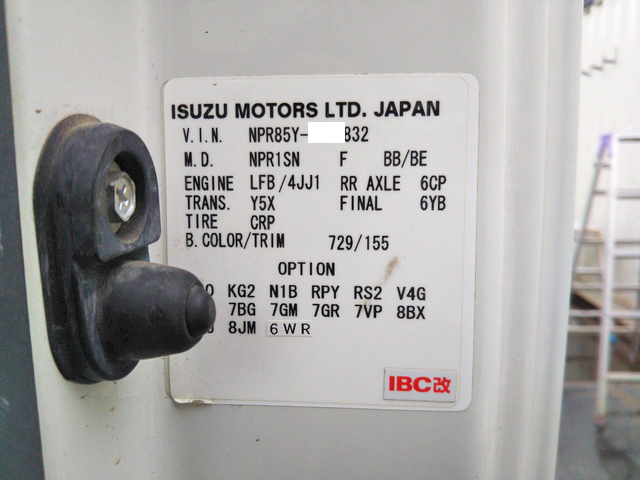 ISUZU MOTORS LTD. JAPAN
V.I.N. NPR85Y- 832
M.D. NPR1SN F BB/BE
ENGINE LFB/4JJ1 RR AXLE 6CP
TRANS. Y5X FINAL 6YB
TIRE CRP
B.COLOR/TRIM 729/155
OPTION
KG2 N1B RPY RS2 V4G
7BG 7GM 7GR 7VP 8BX
8JM 6WR
IBC改